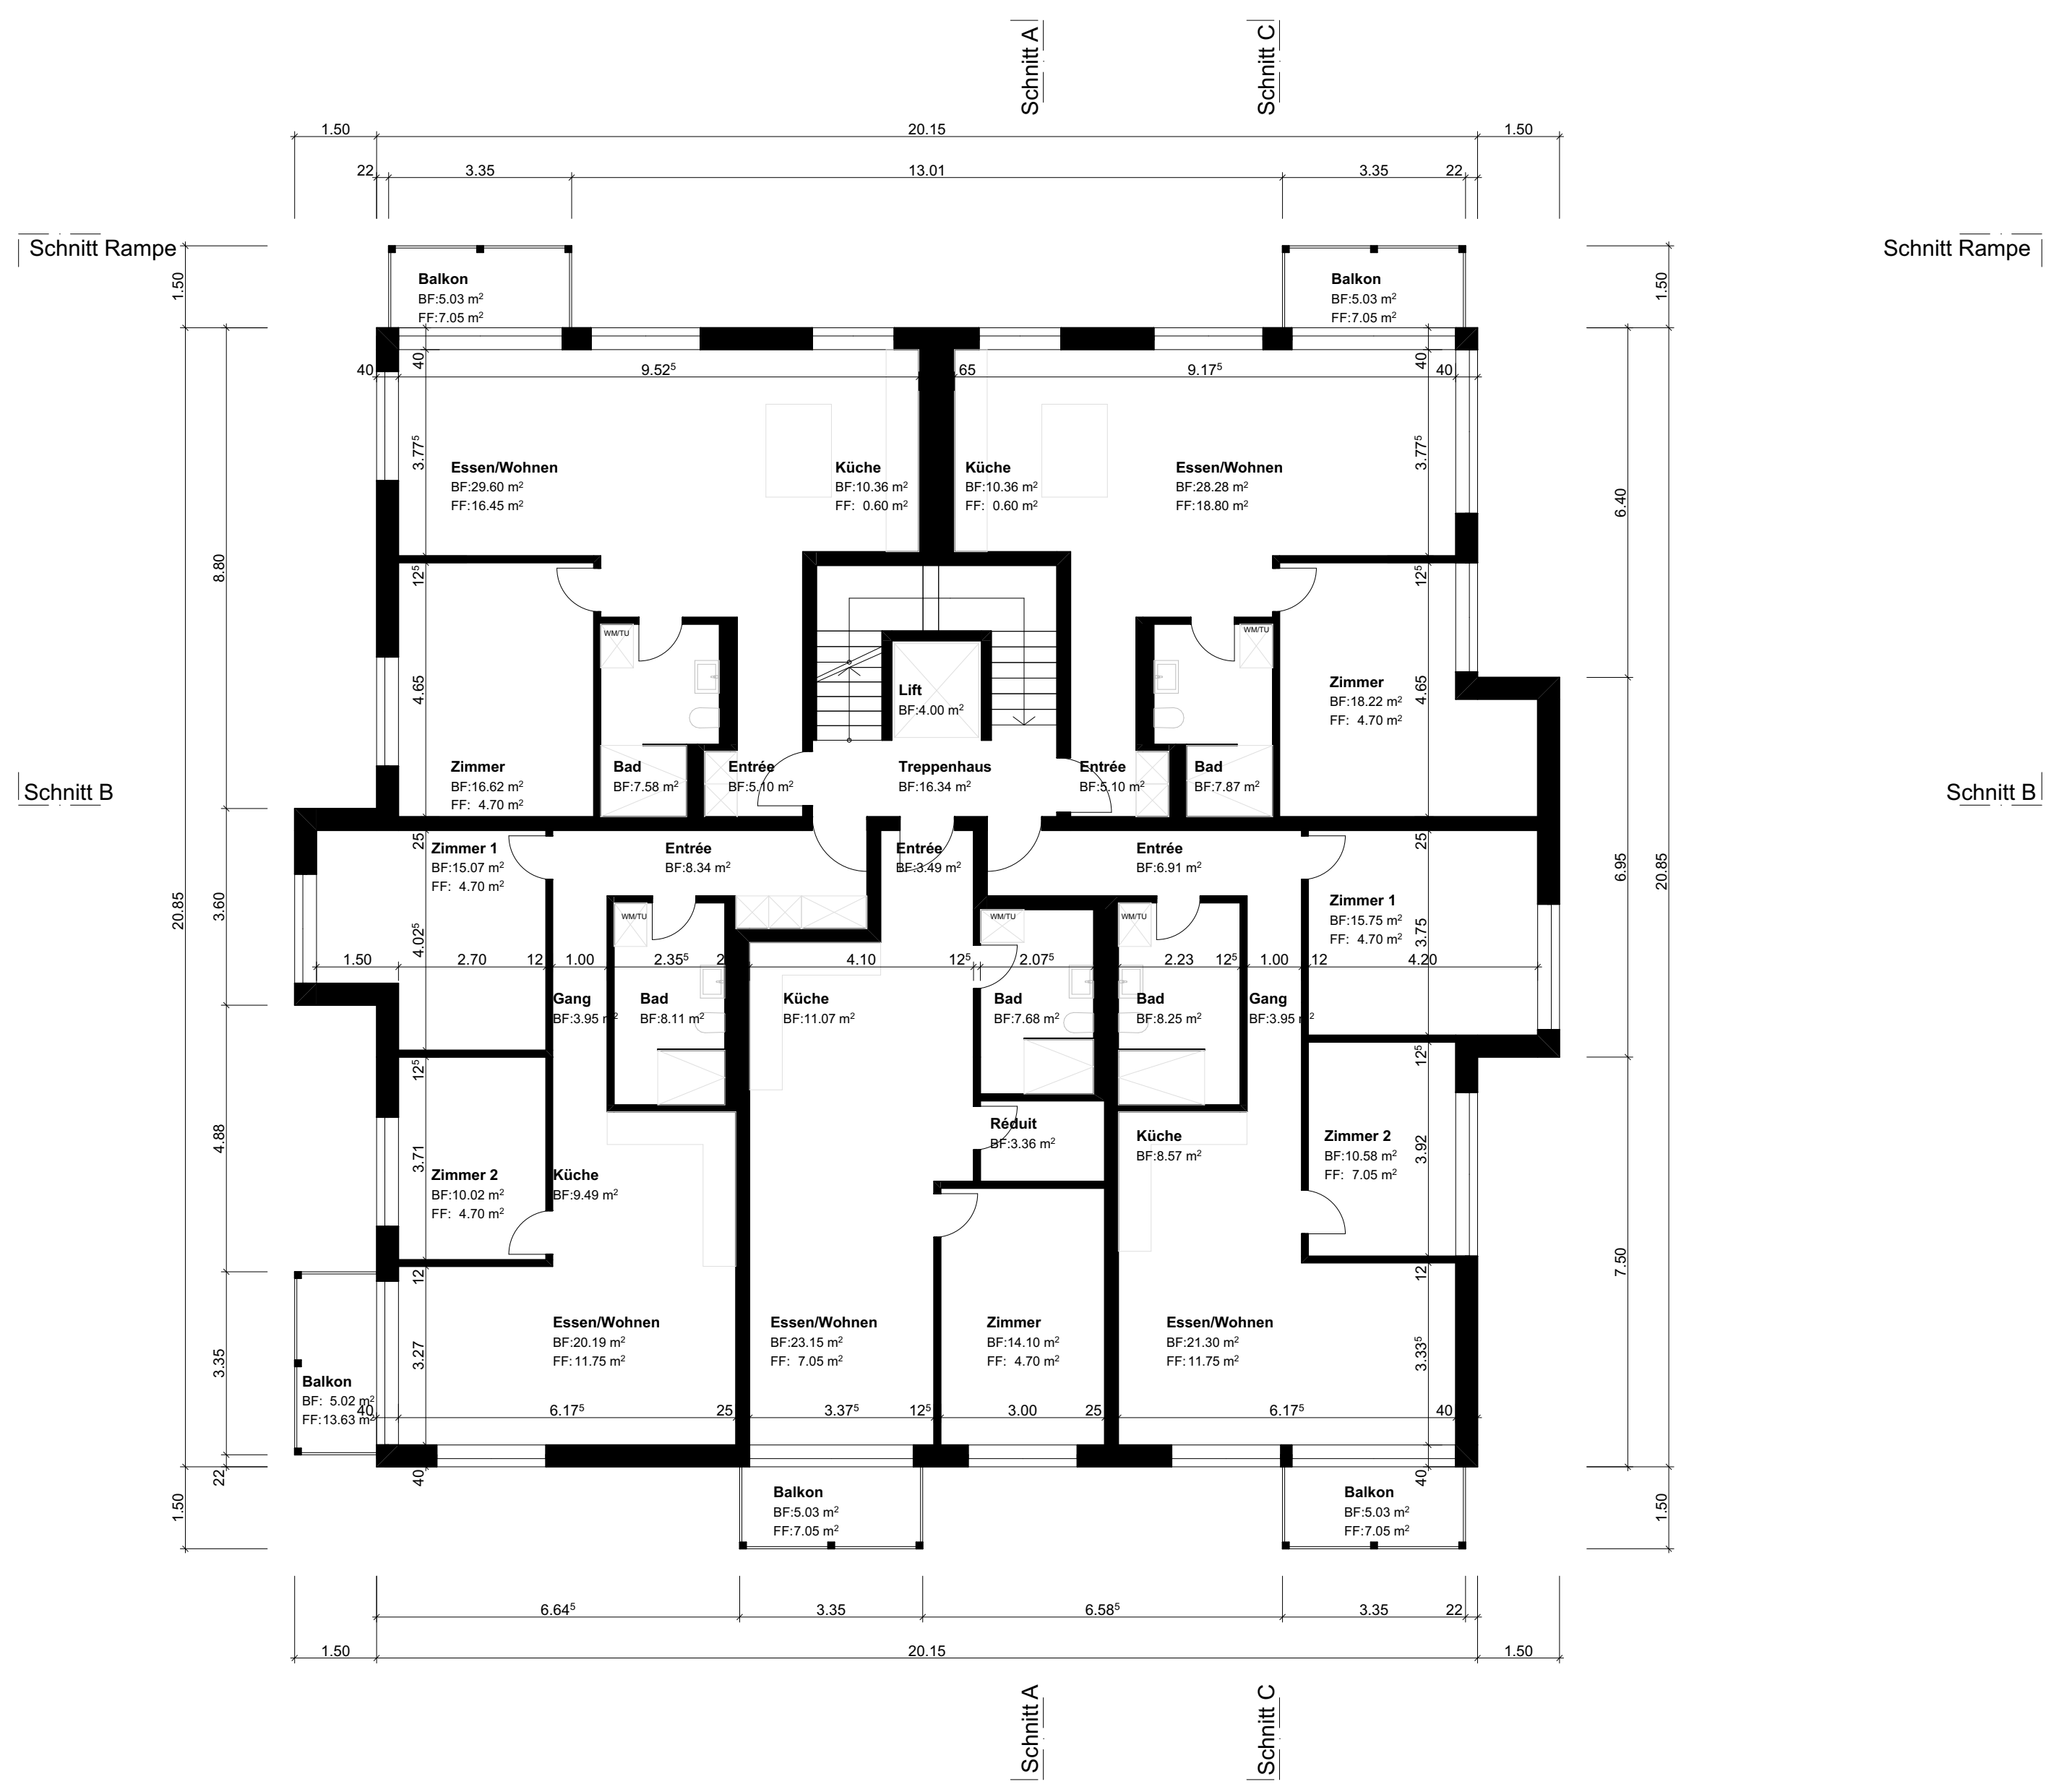 Schnitt A
Schnitt C
1.50
20.15
1.50
22
3.35
13.01
3.35
22
Schnitt Rampe
Schnitt Rampe
1.50
1.50
Balkon
BF:5.03 m²
FF:7.05 m²
Balkon
BF:5.03 m²
FF:7.05 m²
40
40
40
9.52⁵
65
9.17⁵
40
3.77⁵
3.77⁵
Essen/Wohnen
BF:29.60 m²
FF:16.45 m²
Küche
BF:10.36 m²
FF: 0.60 m²
Küche
BF:10.36 m²
FF: 0.60 m²
Essen/Wohnen
BF:28.28 m²
FF:18.80 m²
6.40
8.80
12⁵
12⁵
WM/TU
WM/TU
4.65
4.65
Lift
BF:4.00 m²
Zimmer
BF:18.22 m²
FF: 4.70 m²
Zimmer
BF:16.62 m²
FF: 4.70 m²
Bad
BF:7.58 m²
Entrée
BF:5.10 m²
Treppenhaus
BF:16.34 m²
Entrée
BF:5.10 m²
Bad
BF:7.87 m²
Schnitt B
Schnitt B
25
25
Zimmer 1
BF:15.07 m²
FF: 4.70 m²
Entrée
BF:8.34 m²
Entrée
BF:3.49 m²
Entrée
BF:6.91 m²
Zimmer 1
BF:15.75 m²
FF: 4.70 m²
20.85
3.60
6.95
20.85
WM/TU
WM/TU
WM/TU
4.02⁵
3.75
1.50
2.70
12
1.00
2.35⁵
2
4.10
12⁵
2.07⁵
2.23
12⁵
1.00
12
4.20
Gang
BF:3.95 m²
Bad
BF:8.11 m²
Küche
BF:11.07 m²
Bad
BF:7.68 m²
Bad
BF:8.25 m²
Gang
BF:3.95 m²
12⁵
12⁵
4.88
3.71
3.92
Réduit
BF:3.36 m²
Küche
BF:8.57 m²
Zimmer 2
BF:10.58 m²
FF: 7.05 m²
Zimmer 2
BF:10.02 m²
FF: 4.70 m²
Küche
BF:9.49 m²
7.50
12
12
Essen/Wohnen
BF:20.19 m²
FF:11.75 m²
Essen/Wohnen
BF:23.15 m²
FF: 7.05 m²
Zimmer
BF:14.10 m²
FF: 4.70 m²
Essen/Wohnen
BF:21.30 m²
FF:11.75 m²
3.35
3.27
3.33⁵
Balkon
BF: 5.02 m²
FF:13.63 m²
40
6.17⁵
25
3.37⁵
12⁵
3.00
25
6.17⁵
40
22
40
40
1.50
1.50
Balkon
BF:5.03 m²
FF:7.05 m²
Balkon
BF:5.03 m²
FF:7.05 m²
6.64⁵
3.35
6.58⁵
3.35
22
1.50
20.15
1.50
Schnitt A
Schnitt C